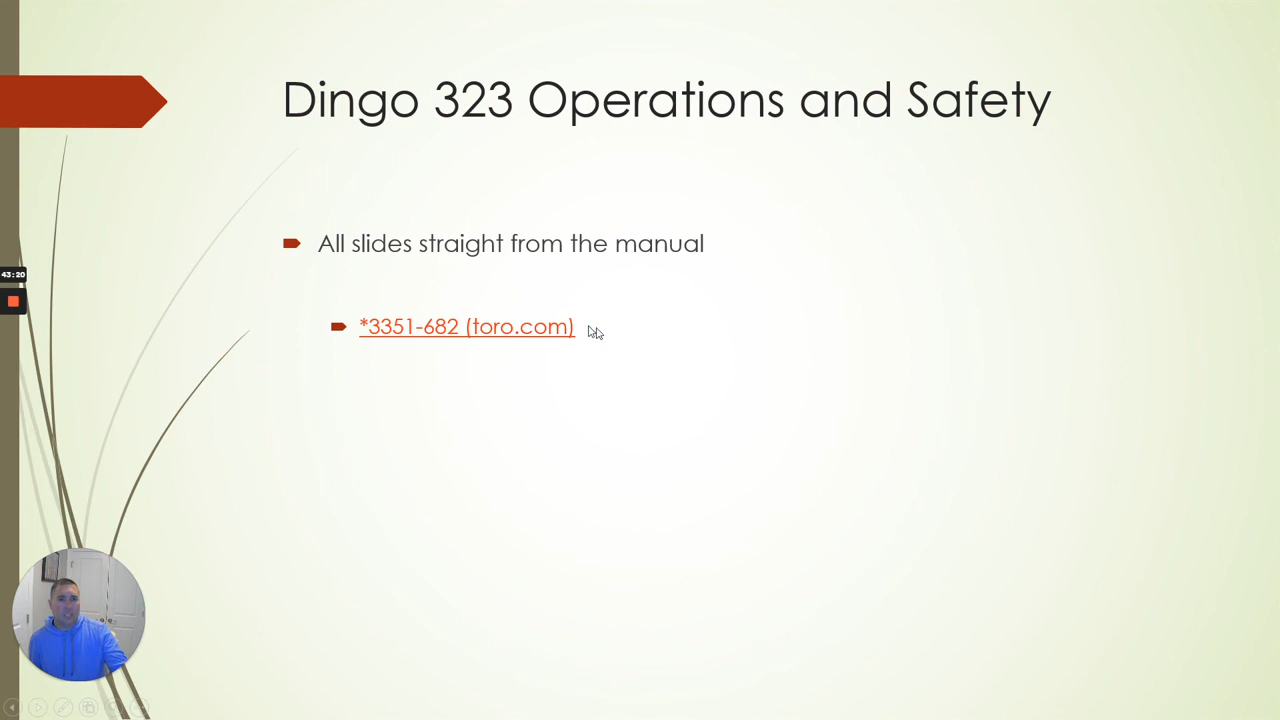 Dingo 323 Operations and Safety
All slides straight from the manual
43:20
*3351-682 (toro.com)